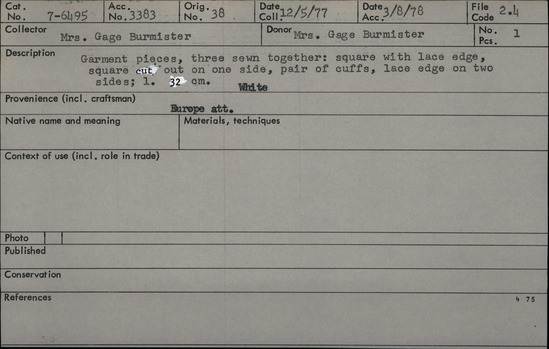 Cat. No. 7-6495 Acc. No. 3383 Orig. No. 38 Date Coll. 12/5/77 Date Acc. 3/8/78 File Code 2.4
Collector Mrs. Gage Burmister Donor Mrs. Gage Burmister No. Pcs. 1
Description Garment pieces, three sewn together: square with lace edge,
square cut out on one side, pair of cuffs, lace edge on two
sides; l. 32 cm.
White
Provenience (incl. craftsman)
Europe att.
Native name and meaning Materials, techniques
Context of use (incl. role in trade)
Photo
Published
Conservation
References
4 75